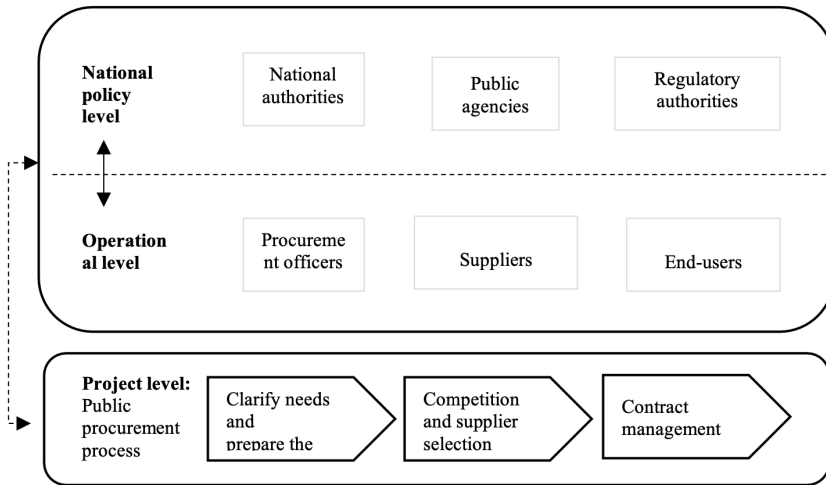 National
policy
level
National
authorities
Public
agencies
Regulatory
authorities
Operation
al level
Procureme
nt officers
Suppliers
End-users
Project level:
Public
procurement
process
Clarify needs
and
prepare the
Competition
and supplier
selection
Contract
management